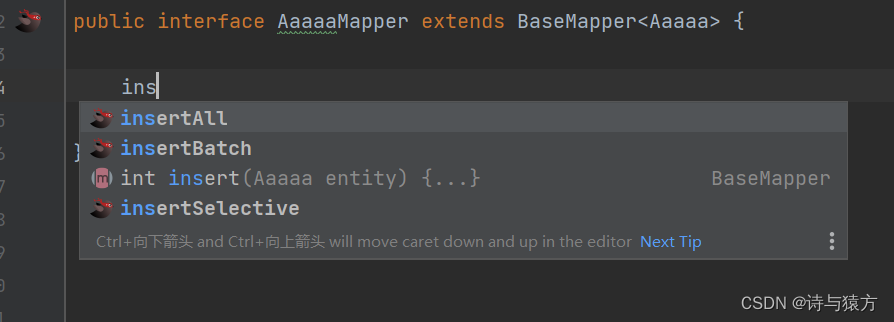 2 public interface AaaaaMapper extends BaseMapper<Aaaaa> {
3
4 ins
5 insertAll
insertBatch
6 }
7 int insert(Aaaaa entity) {...} BaseMapper
8 insertSelective
9 Ctrl+向下箭头 and Ctrl+向上箭头 will move caret down and up in the editor Next Tip
0
CSDN @诗与猿方